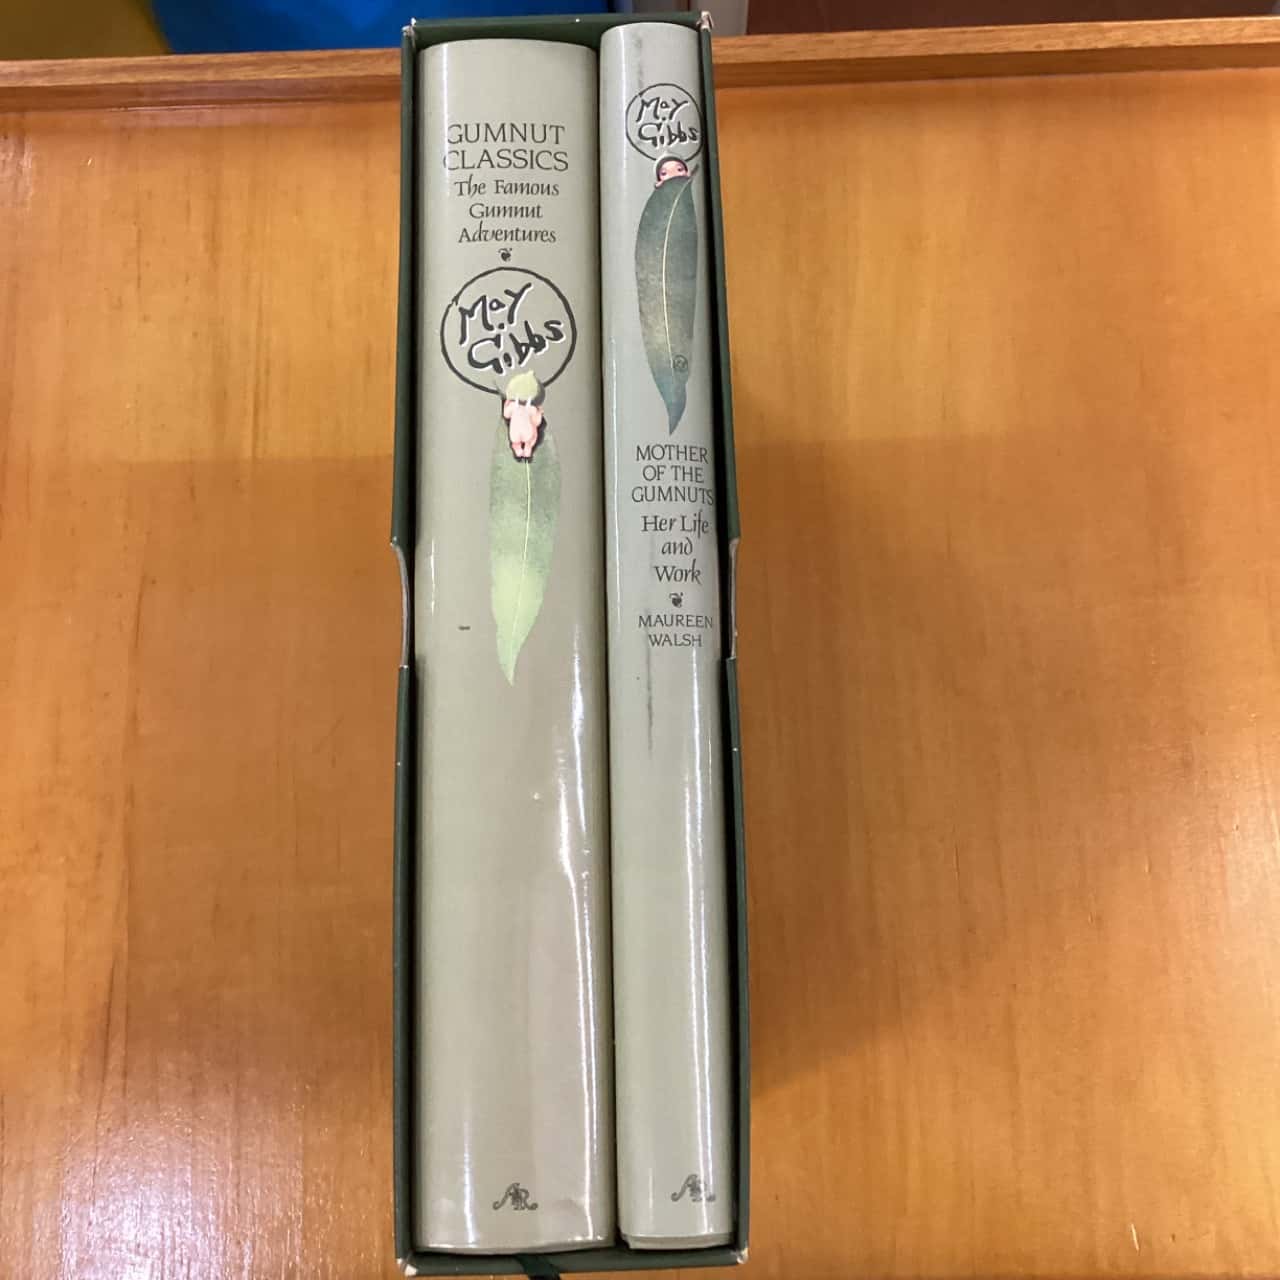 GUMNUT
CLASSICS
The Famous
Gumnut
Adventures
May
Gibbs
AR
May
Gibbs
MOTHER
OF THE
GUMNUTS
Her Life
and
Work
MAUREEN
WALSH
AR